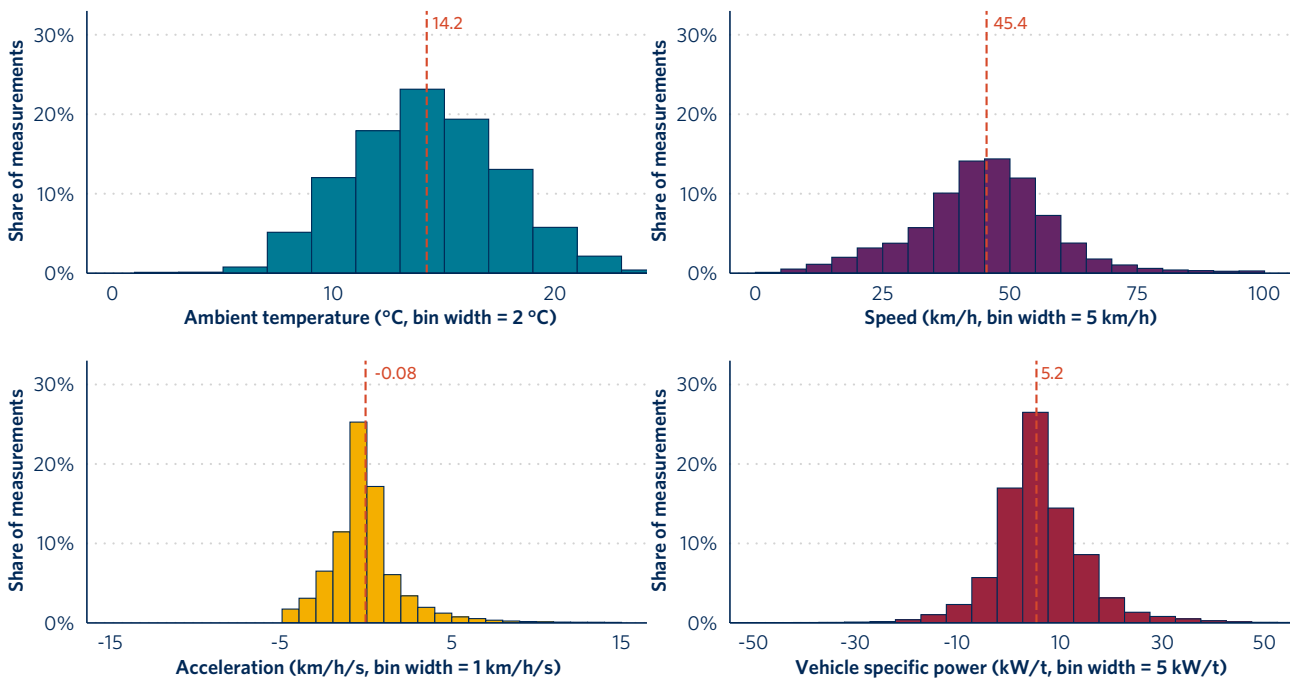 14.2
Share of measurements
30%
20%
10%
0%
0 10 20
Ambient temperature (°C, bin width = 2 °C)
45.4
Share of measurements
30%
20%
10%
0%
0 25 50 75 100
Speed (km/h, bin width = 5 km/h)
-0.08
Share of measurements
30%
20%
10%
0%
-15 -5 5 15
Acceleration (km/h/s, bin width = 1 km/h/s)
5.2
Share of measurements
30%
20%
10%
0%
-50 -30 -10 10 30 50
Vehicle specific power (kW/t, bin width = 5 kW/t)